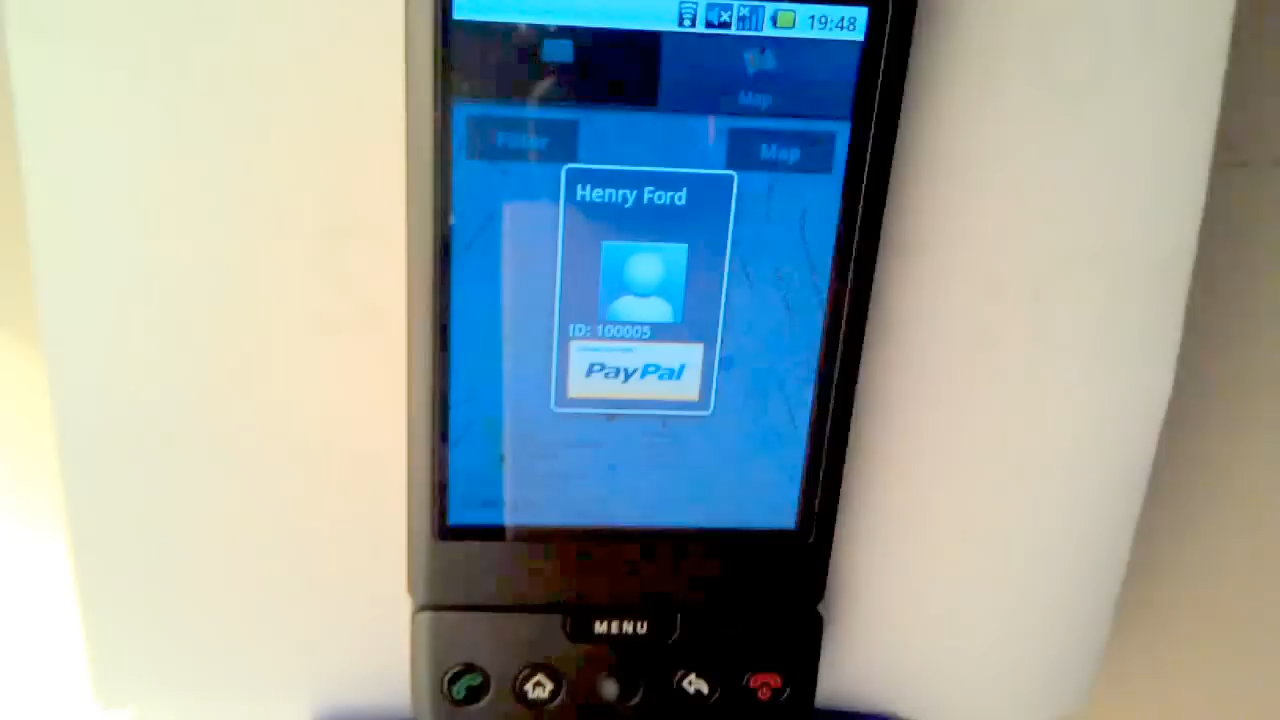 19:48
Map
Filter
Map
Henry Ford
ID: 100005
PayPal
MENU